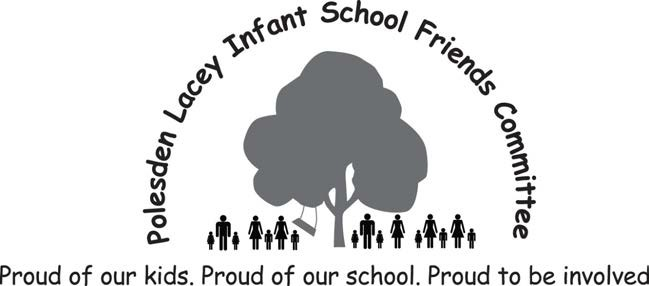 Polesden Lacey Infant School Friends Committee
Proud of our kids. Proud of our school. Proud to be involved